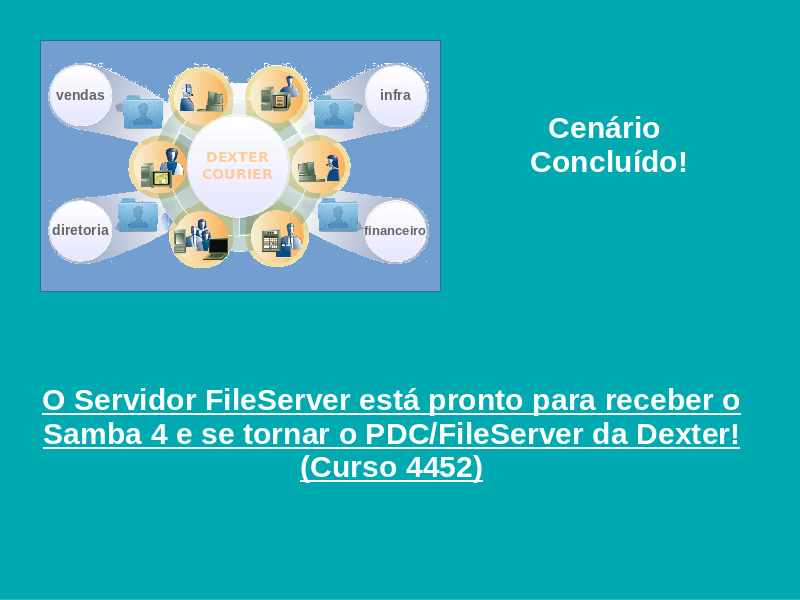 vendas
infra
DEXTER
COURIER
diretoria
financeiro
Cenário
Concluído!
O Servidor FileServer está pronto para receber o
Samba 4 e se tornar o PDC/FileServer da Dexter!
(Curso 4452)